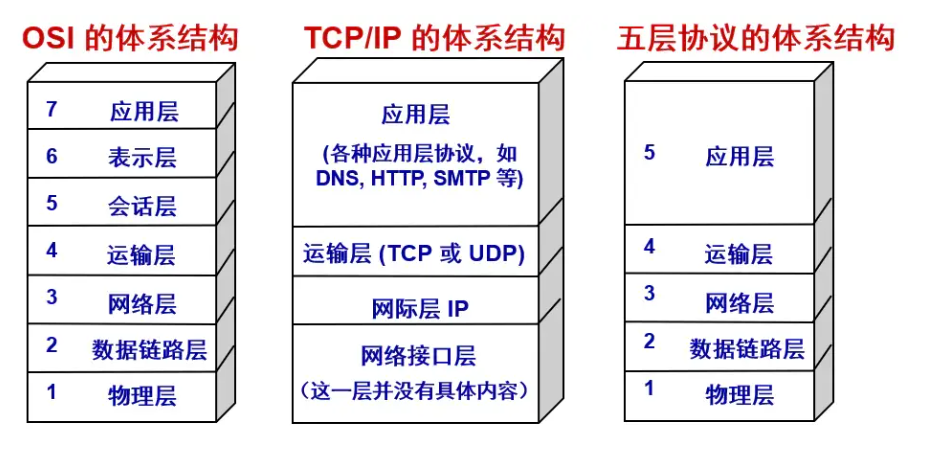 OSI 的体系结构
7 应用层
6 表示层
5 会话层
4 运输层
3 网络层
2 数据链路层
1 物理层
TCP/IP 的体系结构
应用层
(各种应用层协议，如
DNS, HTTP, SMTP 等)
运输层 (TCP 或 UDP)
网际层 IP
网络接口层
（这一层并没有具体内容）
五层协议的体系结构
5 应用层
4 运输层
3 网络层
2 数据链路层
1 物理层